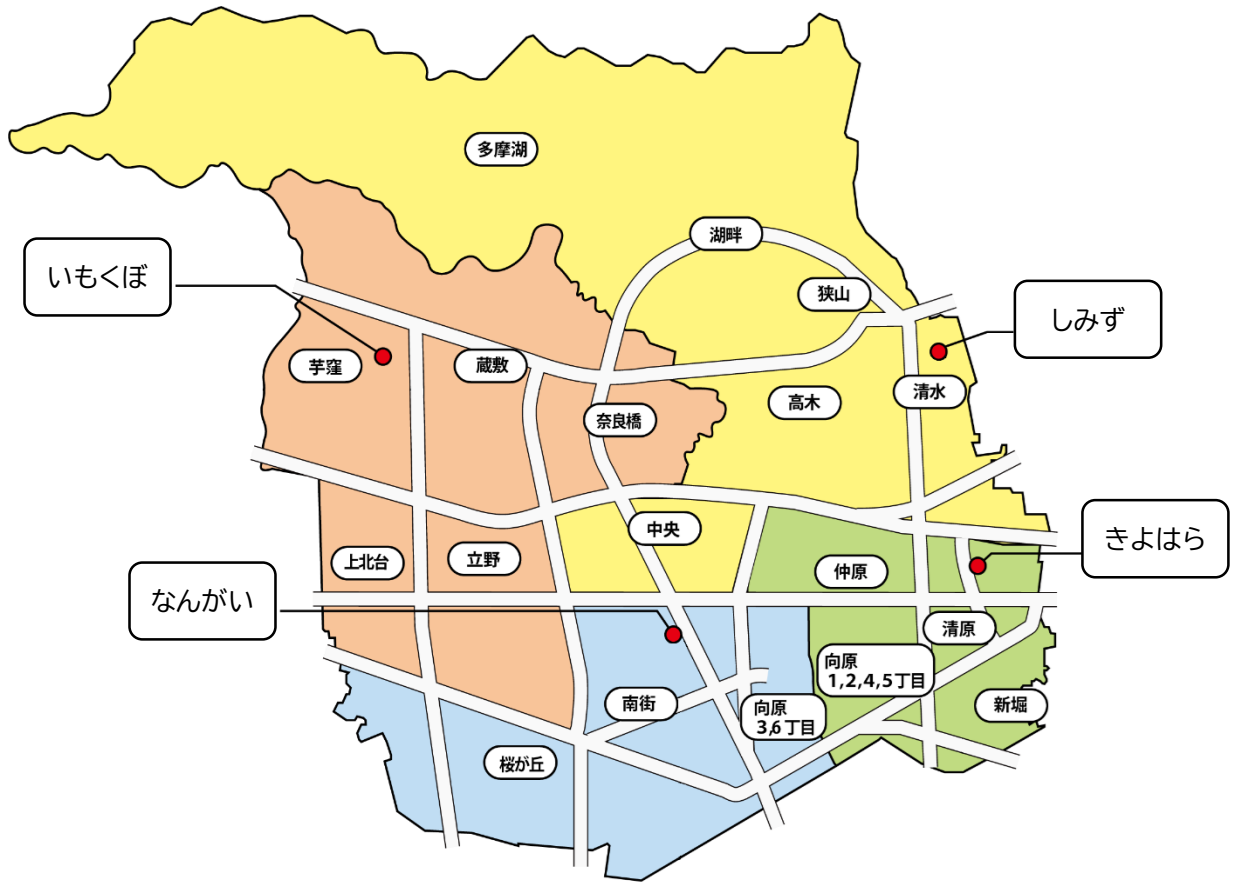 多摩湖
湖畔
いもくぼ
狭山
しみず
芋窪
蔵敷
清水
高木
奈良橋
中央
きよはら
上北台
立野
仲原
なんがい
清原
向原
1,2,4,5丁目
南街
向原
3,6丁目
新堀
桜が丘